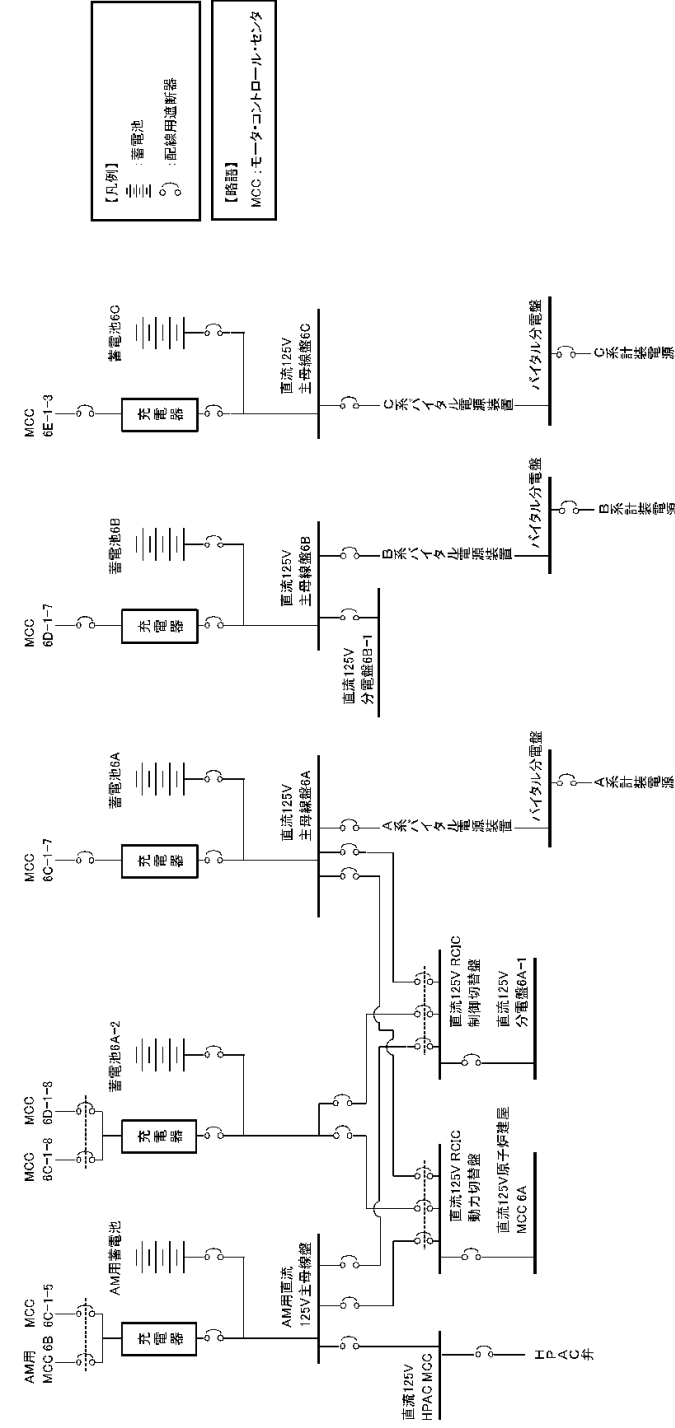 【凡例】
：蓄電池
：配線用遮断器
【略語】
MCC：モータ・コントロール・センタ
AM用
MCC 6B
MCC
6C-1-5
充電器
AM用蓄電池
AM用直流
125V主母線盤
直流125V
HPAC MCC
HPAC弁
MCC
6C-1-8
MCC
6D-1-8
充電器
蓄電池6A-2
直流125V RCIC
動力切替盤
直流125V原子炉建屋
MCC 6A
直流125V RCIC
制御切替盤
直流125V
分電盤6A-1
MCC
6C-1-7
充電器
蓄電池6A
直流125V
主母線盤6A
A系バイタル電源装置
バイタル分電盤
A系計装電源
MCC
6D-1-7
充電器
蓄電池6B
直流125V
主母線盤6B
直流125V
分電盤6B-1
B系バイタル電源装置
バイタル分電盤
B系計装電源
MCC
6E-1-3
充電器
蓄電池6C
直流125V
主母線盤6C
C系バイタル電源装置
バイタル分電盤
C系計装電源